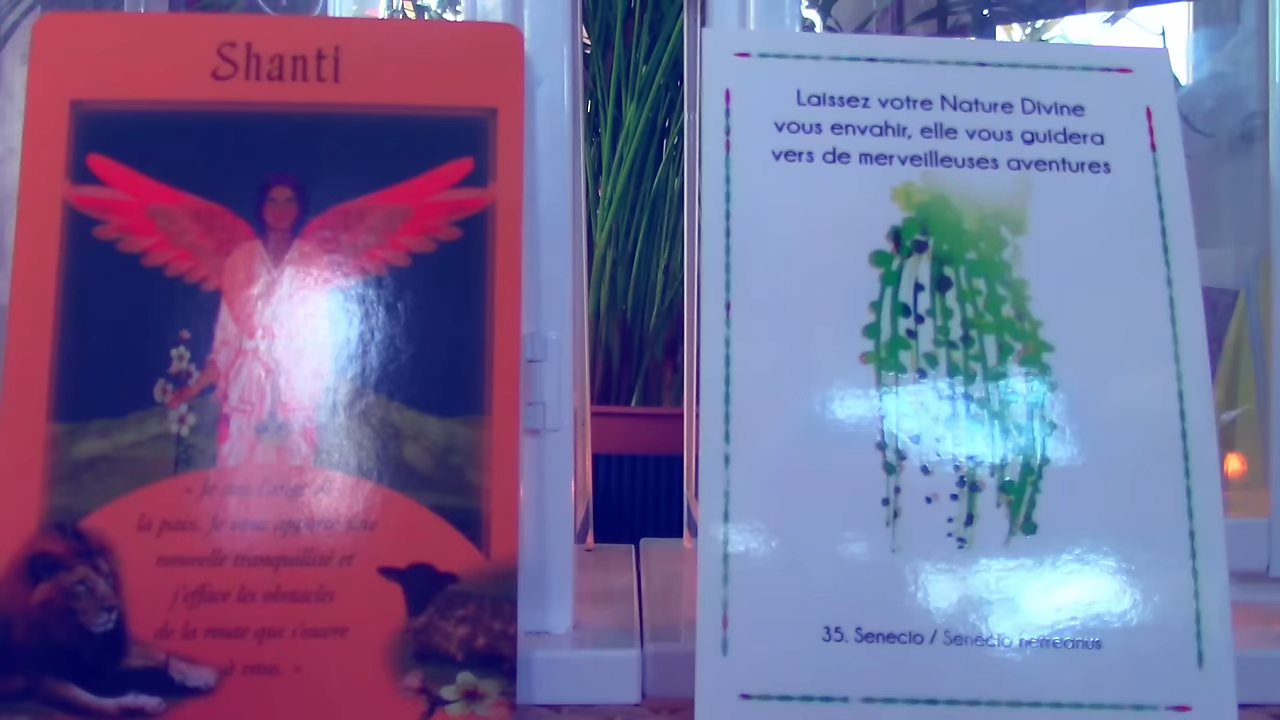 Shanti
« Je suis l'ange de
la paix. Je vous apporte une
nouvelle tranquillité et
j'efface les obstacles
de la route qui s'ouvre
à vous. »
Laissez votre Nature Divine
vous envahir, elle vous guidera
vers de merveilleuses aventures
35. Senecio / Senecio herreanus